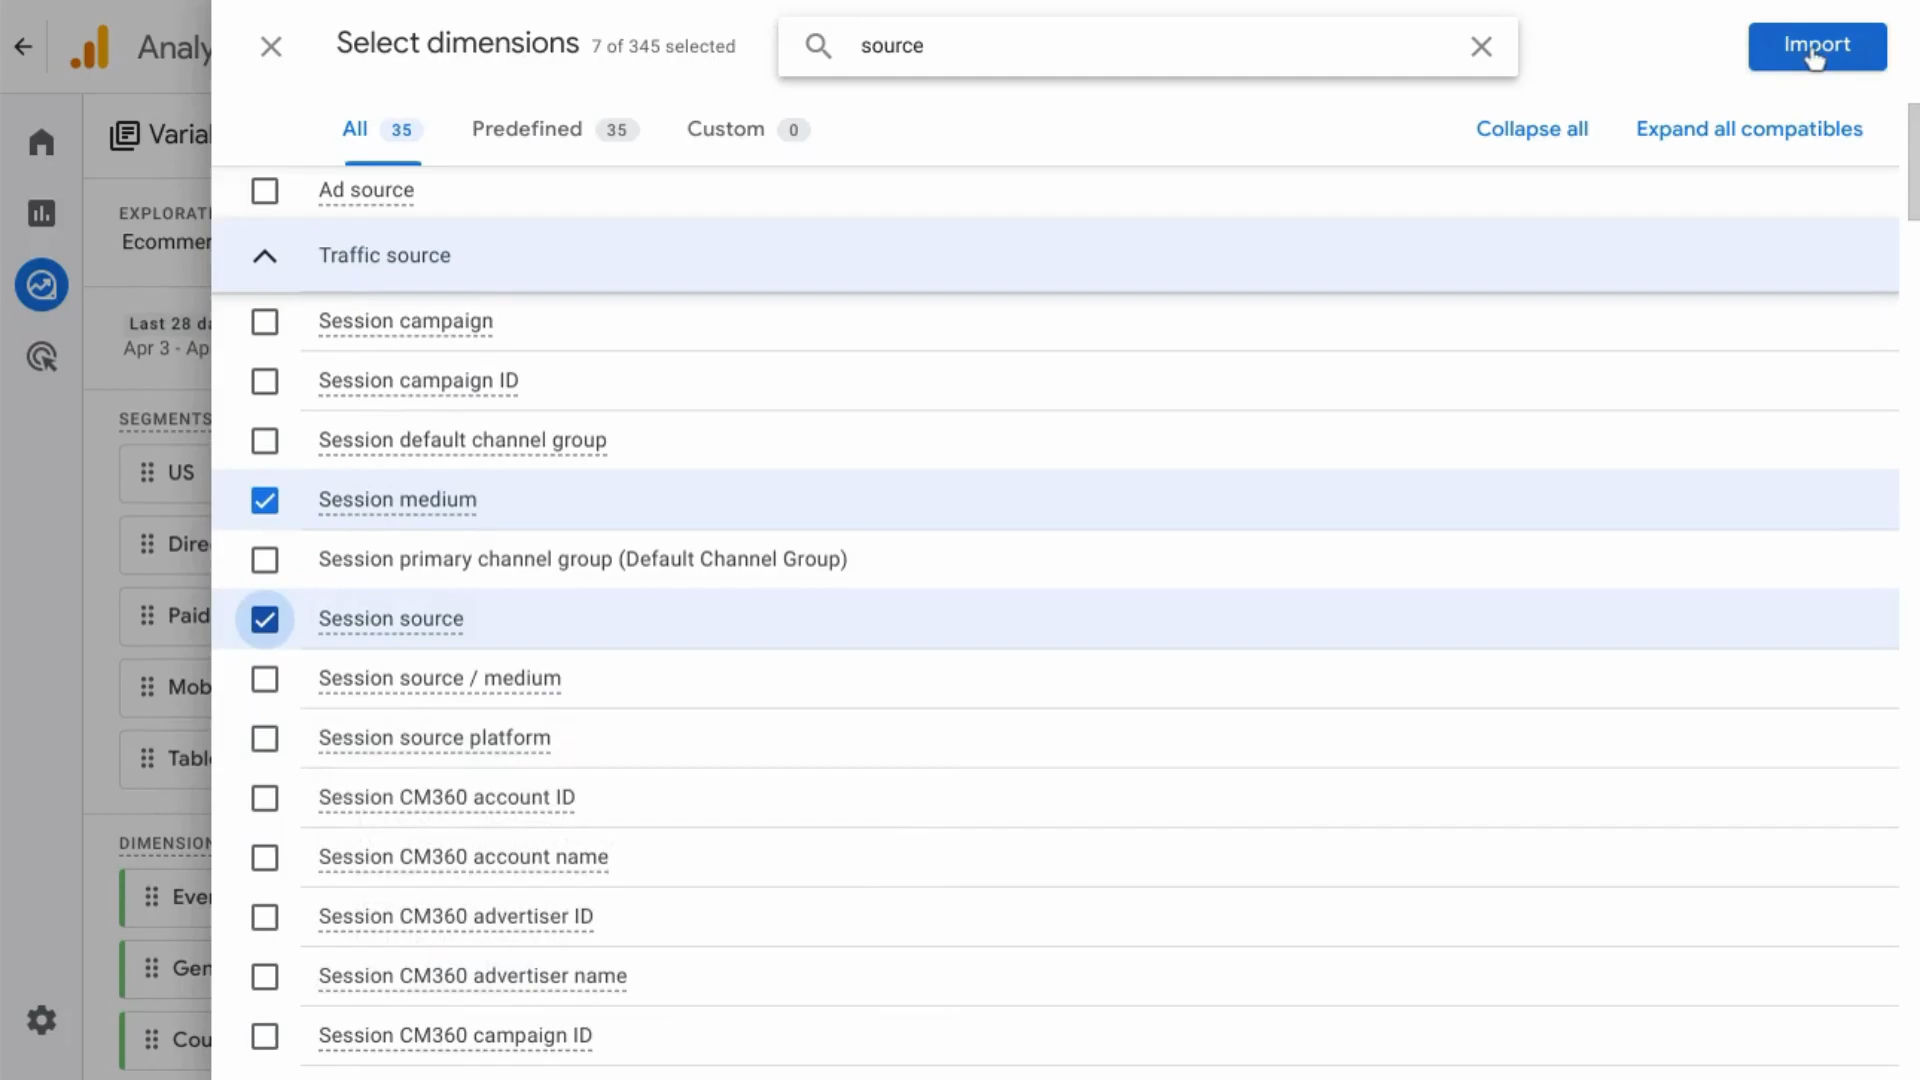 Analy
Select dimensions 7 of 345 selected
source
Import
All 35
Predefined 35
Custom 0
Collapse all
Expand all compatibles
Varial
EXPLORATI
Ecommer
Last 28 da
Apr 3 - Ap
SEGMENTS
US
Dire
Paid
Mob
Table
DIMENSION
Ever
Gen
Cou
Ad source
Traffic source
Session campaign
Session campaign ID
Session default channel group
Session medium
Session primary channel group (Default Channel Group)
Session source
Session source / medium
Session source platform
Session CM360 account ID
Session CM360 account name
Session CM360 advertiser ID
Session CM360 advertiser name
Session CM360 campaign ID